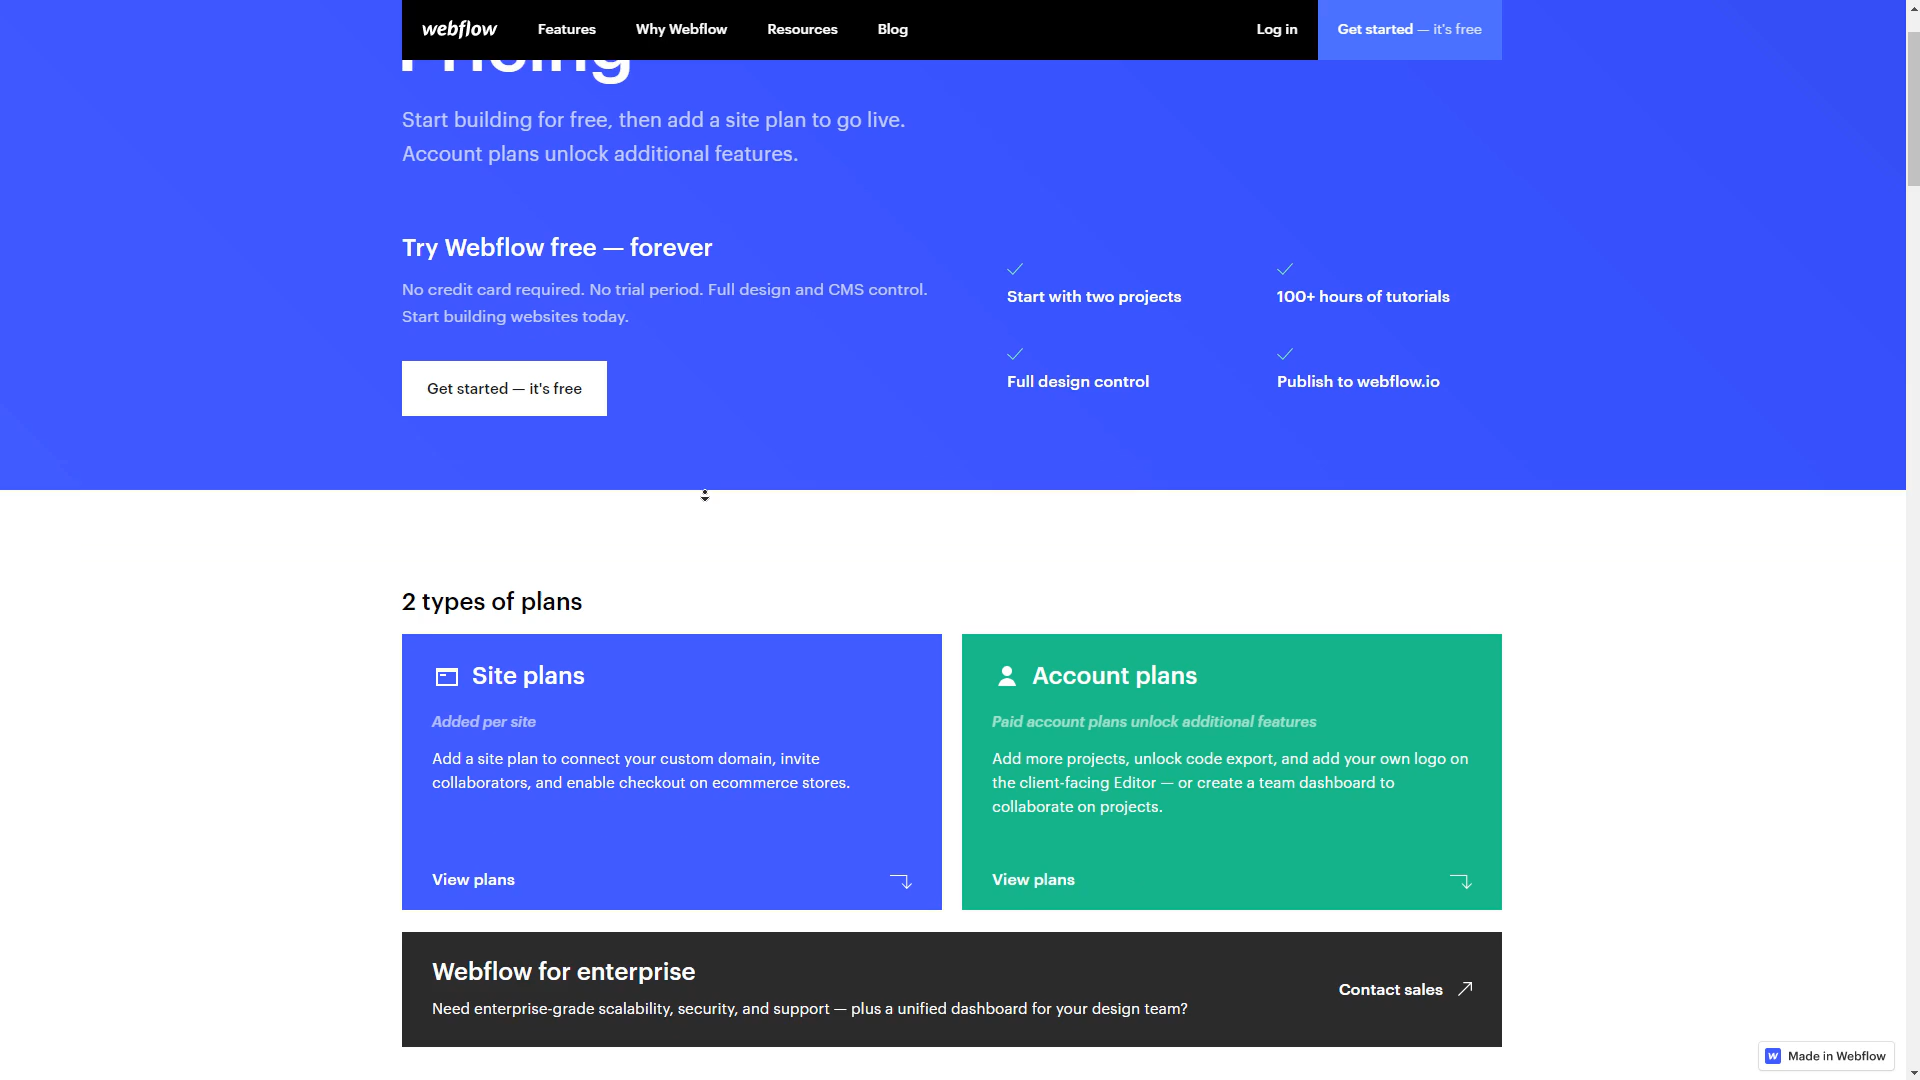 webflow
Features
Why Webflow
Resources
Blog
Log in
Get started — it's free
Pricing
Start building for free, then add a site plan to go live.
Account plans unlock additional features.
Try Webflow free — forever
No credit card required. No trial period. Full design and CMS control.
Start building websites today.
Get started — it's free
Start with two projects
100+ hours of tutorials
Full design control
Publish to webflow.io
2 types of plans
Site plans
Added per site
Add a site plan to connect your custom domain, invite
collaborators, and enable checkout on ecommerce stores.
View plans
Account plans
Paid account plans unlock additional features
Add more projects, unlock code export, and add your own logo on
the client-facing Editor — or create a team dashboard to
collaborate on projects.
View plans
Webflow for enterprise
Need enterprise-grade scalability, security, and support — plus a unified dashboard for your design team?
Contact sales
Made in Webflow